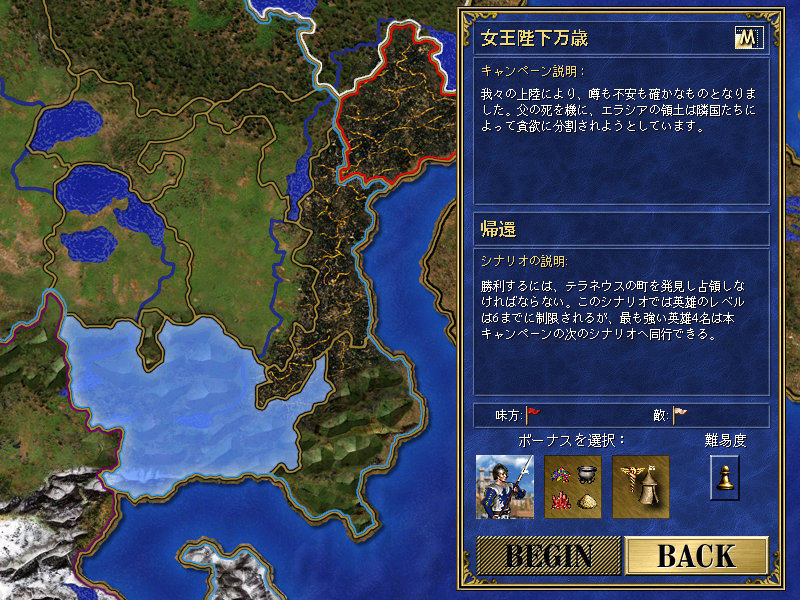 女王陛下万歳
M
キャンペーン説明：
我々の上陸により、噂も不安も確かなものとなりま
した。父の死を機に、エラシアの領土は隣国たちに
よって貪欲に分割されようとしています。
帰還
シナリオの説明:
勝利するには、テラネウスの町を発見し占領しな
ければならない。このシナリオでは英雄のレベル
は6までに制限されるが、最も強い英雄4名は本
キャンペーンの次のシナリオへ同行できる。
味方: 敵:
ボーナスを選択： 難易度
BEGIN BACK